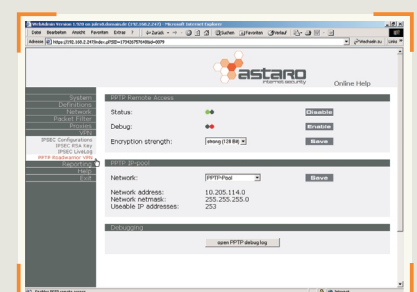 WebAdmin Version 1.920 on
Microsoft Internet Explorer
Datei Bearbeiten Ansicht Favoriten Extras ?
Zurück
Suchen Favoriten Verlauf
Adresse
Wechseln zu Links
astaro
internet security
Online Help
System
Definitions
Network
Packet Filter
Proxies
VPN
IPSEC Configurations
IPSEC RSA Key
IPSEC LiveLog
PPTP Roadwarrior VPN
Reporting
Help
Exit
PPTP Remote Access
Status: Disable
Debug: Enable
Encryption strength: strong (128 Bit) Save
PPTP IP-pool
Network: PPTP-Pool Save
Network address: 10.205.114.0
Network netmask: 255.255.255.0
Useable IP addresses: 253
Debugging
open PPTP debug log
Internet